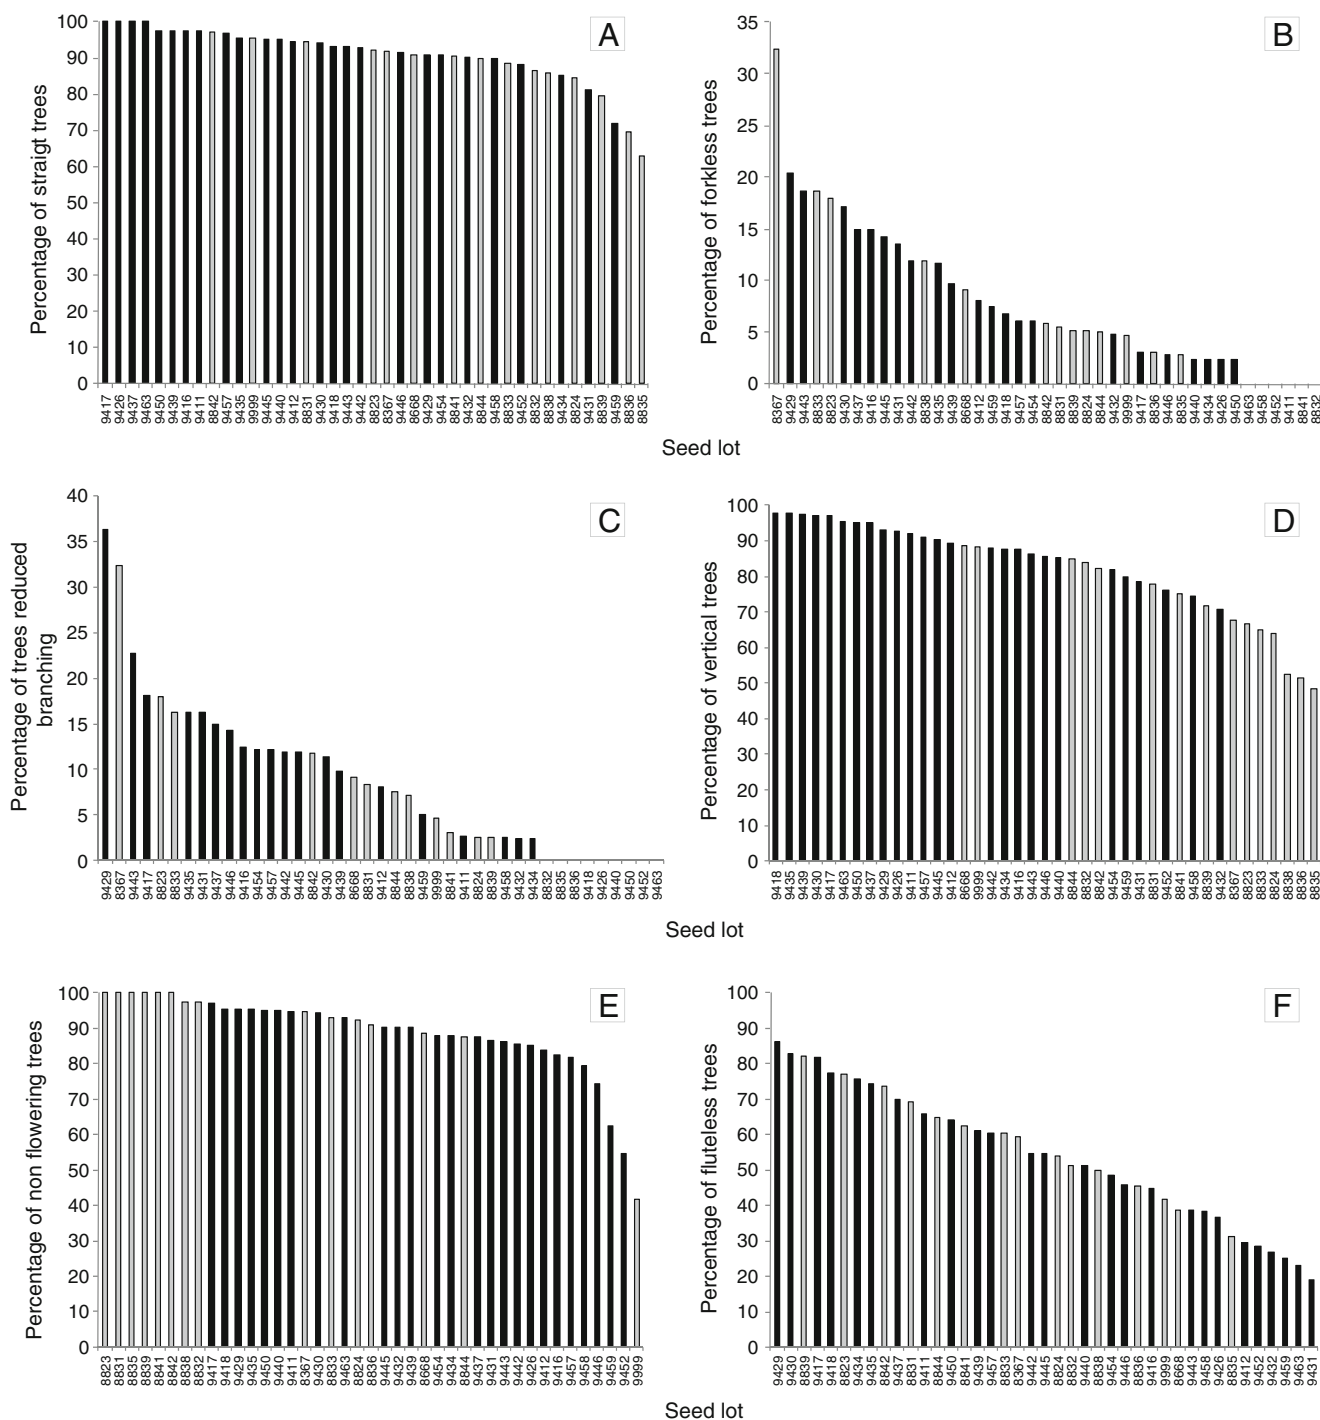 A
Percentage of straigt trees
100
90
80
70
60
50
40
30
20
10
0
9417 9426 9437 9463 9450 9439 9416 9411 8842 9457 9435 9999 9445 9440 9412 8831 9430 9418 9443 9442 8823 8367 9446 8668 9429 9454 8841 9432 8844 9458 8833 9452 8832 8838 9434 8824 9431 8839 9459 8836 8835
B
Percentage of forkless trees
35
30
25
20
15
10
5
0
8367 9429 9443 8833 8823 9430 9437 9416 9445 9431 9442 8838 9435 9439 8668 9412 9459 9418 9457 9454 8842 8831 8839 8824 8844 9432 9999 9417 8836 9446 8835 9440 9434 9426 9450 9463 9458 9452 9411 8841 8832
Seed lot
C
Percentage of trees reduced
branching
40
35
30
25
20
15
10
5
0
9429 8367 9443 9417 8823 8833 9435 9431 9437 9446 9416 9454 9457 9442 9445 8842 9430 9439 8668 8831 9412 8844 8838 9459 9999 8841 9411 8824 8839 9458 9432 9434 8832 8835 8836 9418 9426 9440 9450 9452 9463
D
Percentage of vertical trees
100
90
80
70
60
50
40
30
20
10
0
9418 9435 9439 9430 9417 9463 9450 9437 9429 9426 9411 9457 9445 9412 8668 9999 9442 9434 9416 9443 9446 9440 8844 8832 8842 9454 9459 9431 8831 9452 8841 9458 8839 9432 8367 8823 8833 8824 8838 8836 8835
Seed lot
E
Percentage of non flowering trees
100
90
80
70
60
50
40
30
20
10
0
8823 8831 8835 8839 8841 8842 8838 8832 9417 9418 9429 9435 9450 9440 9411 8367 9430 8833 9463 8824 8836 9445 9432 9439 8668 9454 9434 8844 9437 9431 9443 9442 9426 9412 9416 9457 9458 9446 9459 9452 9999
F
Percentage of fluteless trees
100
90
80
70
60
50
40
30
20
10
0
9429 9430 8839 9417 9418 8823 9434 9435 8842 9437 8831 9411 8844 9450 8841 9439 9457 8833 8367 9442 9445 8824 8832 9440 8838 9454 9446 8836 9416 9999 8668 9443 9458 9426 8835 9412 9452 9432 9459 9463 9431
Seed lot